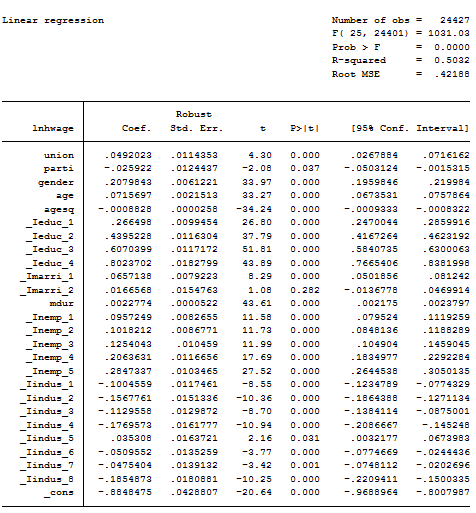 Linear regression Number of obs = 24427
F( 25, 24401) = 1031.03
Prob > F = 0.0000
R-squared = 0.5032
Root MSE = .42188
Robust
lnhwage Coef. Std. Err. t P>|t| [95% Conf. Interval]
union .0492023 .0114353 4.30 0.000 .0267884 .0716162
parti -.025922 .0124437 -2.08 0.037 -.0503124 -.0015315
gender .2079843 .0061221 33.97 0.000 .1959846 .219984
age .0715697 .0021513 33.27 0.000 .0673531 .0757864
agesq -.0008828 .0000258 -34.24 0.000 -.0009333 -.0008322
_Ieduc_1 .266498 .0099454 26.80 0.000 .2470044 .2859916
_Ieduc_2 .4395228 .0116304 37.79 0.000 .4167264 .4623192
_Ieduc_3 .6070399 .0117172 51.81 0.000 .5840735 .6300063
_Ieduc_4 .8023702 .0182799 43.89 0.000 .7665406 .8381998
_Imarri_1 .0657138 .0079223 8.29 0.000 .0501856 .081242
_Imarri_2 .0166568 .0154763 1.08 0.282 -.0136778 .0469914
mdur .0022774 .0000522 43.61 0.000 .002175 .0023797
_Inemp_1 .0957249 .0082655 11.58 0.000 .079524 .1119259
_Inemp_2 .1018212 .0086771 11.73 0.000 .0848136 .1188289
_Inemp_3 .1254043 .010459 11.99 0.000 .104904 .1459045
_Inemp_4 .2063631 .0116656 17.69 0.000 .1834977 .2292284
_Inemp_5 .2847337 .0103465 27.52 0.000 .2644538 .3050135
_Iindus_1 -.1004559 .0117461 -8.55 0.000 -.1234789 -.0774329
_Iindus_2 -.1567761 .0151336 -10.36 0.000 -.1864388 -.1271134
_Iindus_3 -.1129558 .0129872 -8.70 0.000 -.1384114 -.0875001
_Iindus_4 -.1769573 .0161777 -10.94 0.000 -.2086667 -.145248
_Iindus_5 .035308 .0163721 2.16 0.031 .0032177 .0673983
_Iindus_6 -.0509552 .0135259 -3.77 0.000 -.0774669 -.0244436
_Iindus_7 -.0475404 .0139132 -3.42 0.001 -.0748112 -.0202696
_Iindus_8 -.1854873 .0180881 -10.25 0.000 -.2209411 -.1500335
_cons -.8848475 .0428807 -20.64 0.000 -.9688964 -.8007987